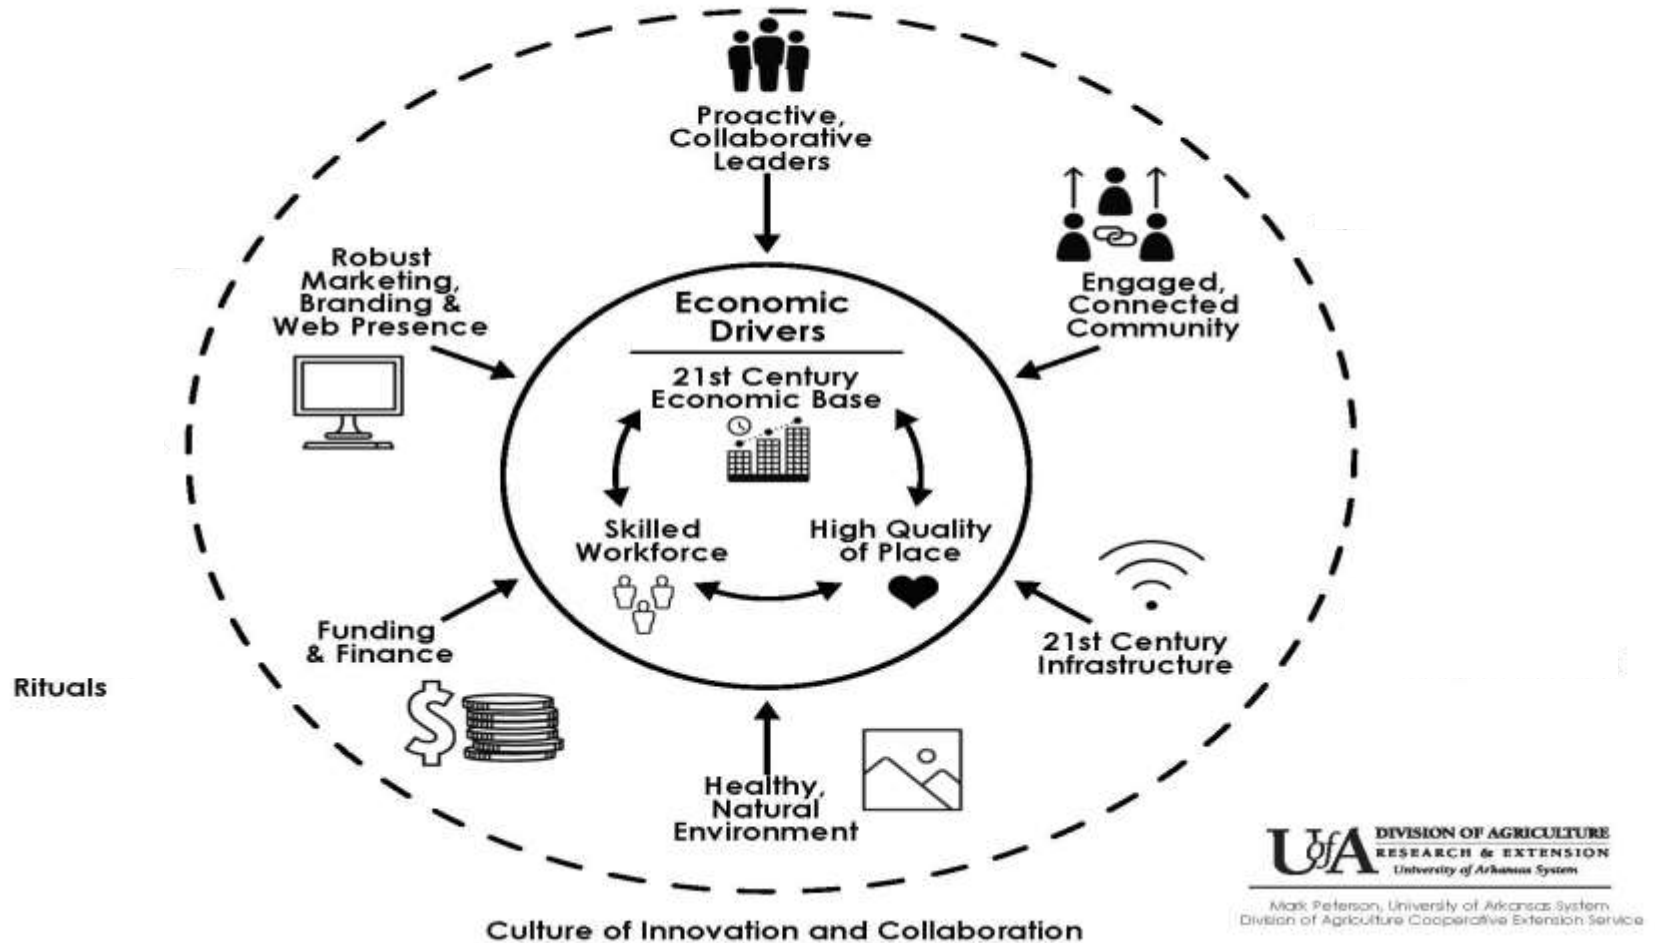 Proactive,
Collaborative
Leaders
Robust
Marketing,
Branding &
Web Presence
Engaged,
Connected
Community
Economic
Drivers
21st Century
Economic Base
Skilled
Workforce
High Quality
of Place
Funding
& Finance
21st Century
Infrastructure
Rituals
Healthy,
Natural
Environment
Culture of Innovation and Collaboration
UofA
DIVISION OF AGRICULTURE
RESEARCH & EXTENSION
University of Arkansas System
Mark Peterson, University of Arkansas System
Division of Agriculture Cooperative Extension Service